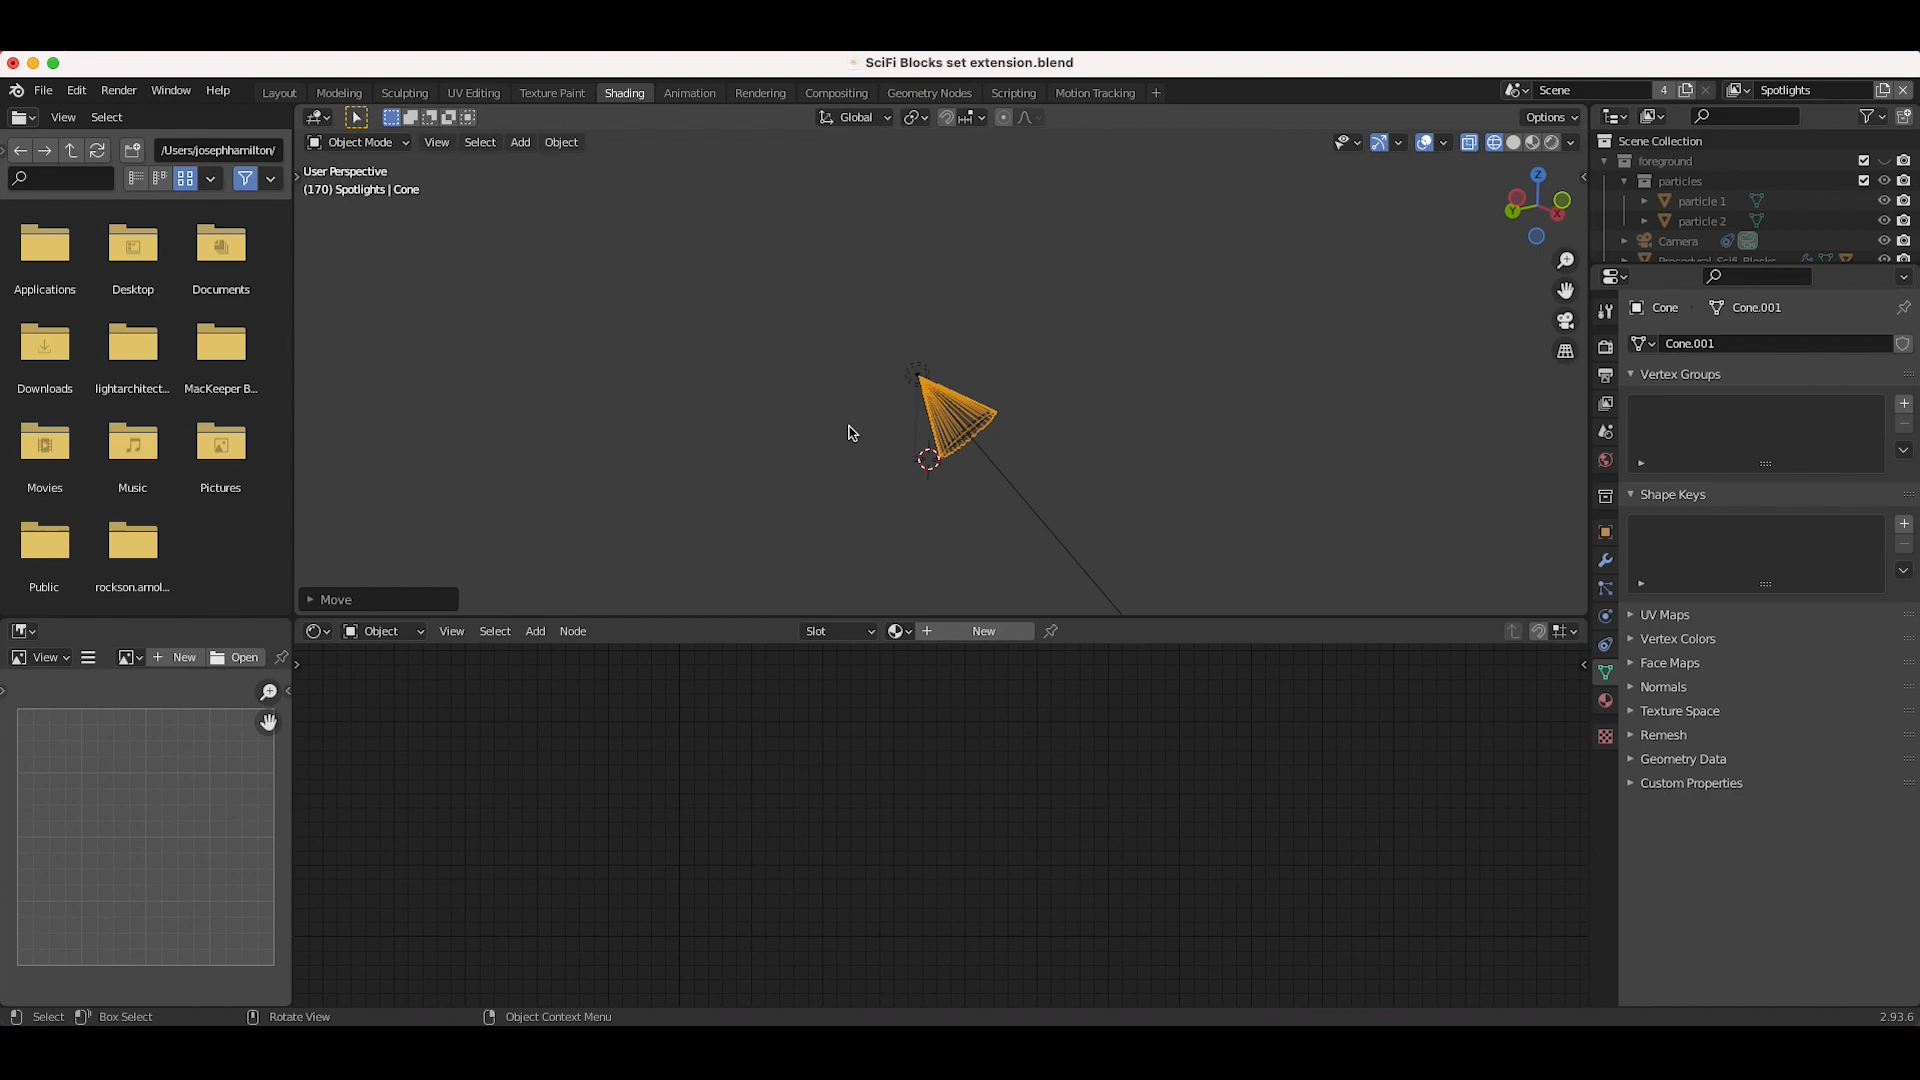 SciFi Blocks set extension.blend
File Edit Render Window Help
Layout Modeling Sculpting UV Editing Texture Paint Shading Animation Rendering Compositing Geometry Nodes Scripting Motion Tracking +
Scene 4 Spotlights
View Select
Global
Options
/Users/josephhamilton/
Object Mode View Select Add Object
User Perspective
(170) Spotlights | Cone
Z
Y
X
Applications Desktop Documents
Downloads lightarchitect... MacKeeper B...
Movies Music Pictures
Public rockson.arnol...
Move
Scene Collection
foreground
particles
particle 1
particle 2
Camera
Procedural_Scifi_Blocks
Cone Cone.001
Cone.001
Vertex Groups
Shape Keys
UV Maps
Vertex Colors
Face Maps
Normals
Texture Space
Remesh
Geometry Data
Custom Properties
Object View Select Add Node Slot New
View New Open
Select Box Select Rotate View Object Context Menu 2.93.6